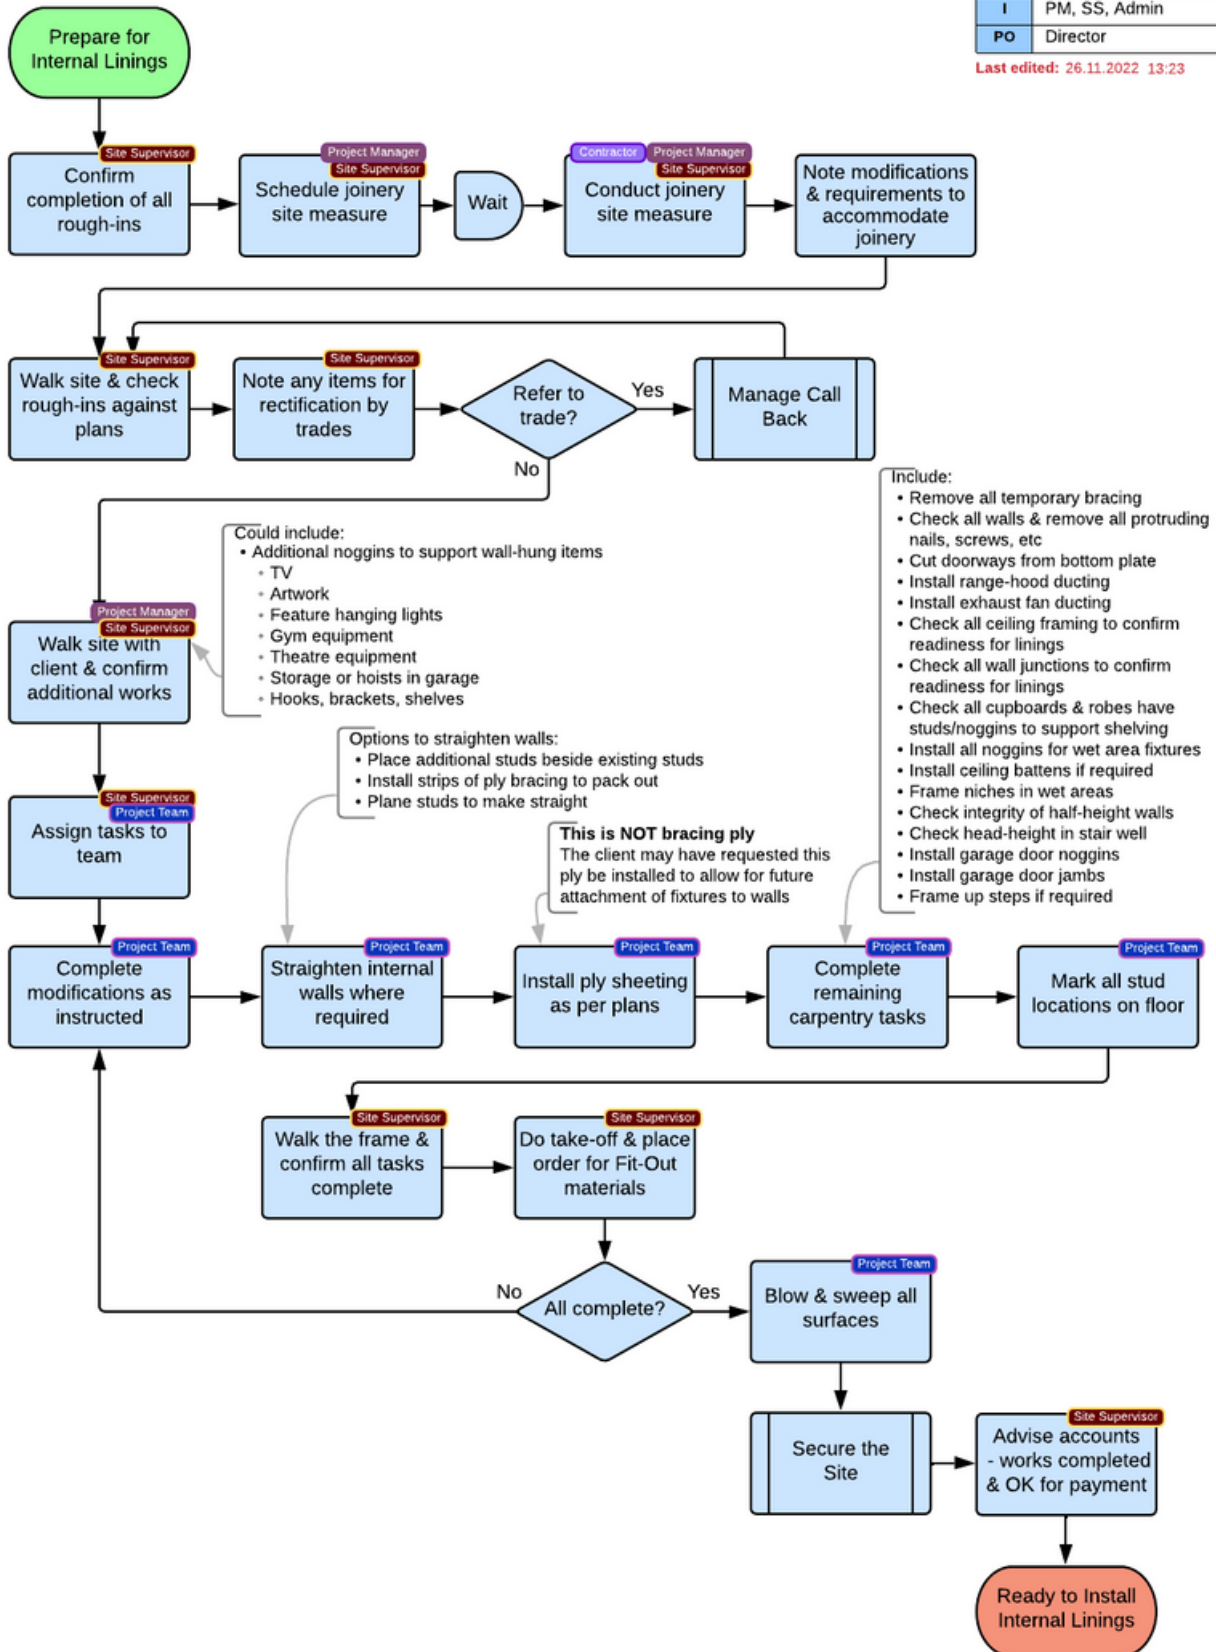 I PM, SS, Admin
PO Director
Last edited: 26.11.2022 13:23
Prepare for
Internal Linings
Site Supervisor
Confirm
completion of all
rough-ins
Project Manager
Site Supervisor
Schedule joinery
site measure
Wait
Contractor
Project Manager
Site Supervisor
Conduct joinery
site measure
Note modifications
& requirements to
accommodate
joinery
Site Supervisor
Walk site & check
rough-ins against
plans
Site Supervisor
Note any items for
rectification by
trades
Refer to
trade?
Yes
No
Manage Call
Back
Could include:
• Additional noggins to support wall-hung items
◦ TV
◦ Artwork
◦ Feature hanging lights
◦ Gym equipment
◦ Theatre equipment
◦ Storage or hoists in garage
◦ Hooks, brackets, shelves
Project Manager
Site Supervisor
Walk site with
client & confirm
additional works
Include:
• Remove all temporary bracing
• Check all walls & remove all protruding
nails, screws, etc
• Cut doorways from bottom plate
• Install range-hood ducting
• Install exhaust fan ducting
• Check all ceiling framing to confirm
readiness for linings
• Check all wall junctions to confirm
readiness for linings
• Check all cupboards & robes have
studs/noggins to support shelving
• Install all noggins for wet area fixtures
• Install ceiling battens if required
• Frame niches in wet areas
• Check integrity of half-height walls
• Check head-height in stair well
• Install garage door noggins
• Install garage door jambs
• Frame up steps if required
Options to straighten walls:
• Place additional studs beside existing studs
• Install strips of ply bracing to pack out
• Plane studs to make straight
Site Supervisor
Project Team
Assign tasks to
team
This is NOT bracing ply
The client may have requested this
ply be installed to allow for future
attachment of fixtures to walls
Project Team
Complete
modifications as
instructed
Project Team
Straighten internal
walls where
required
Project Team
Install ply sheeting
as per plans
Project Team
Complete
remaining
carpentry tasks
Project Team
Mark all stud
locations on floor
Site Supervisor
Walk the frame &
confirm all tasks
complete
Site Supervisor
Do take-off & place
order for Fit-Out
materials
All complete?
No
Yes
Project Team
Blow & sweep all
surfaces
Secure the
Site
Site Supervisor
Advise accounts
- works completed
& OK for payment
Ready to Install
Internal Linings